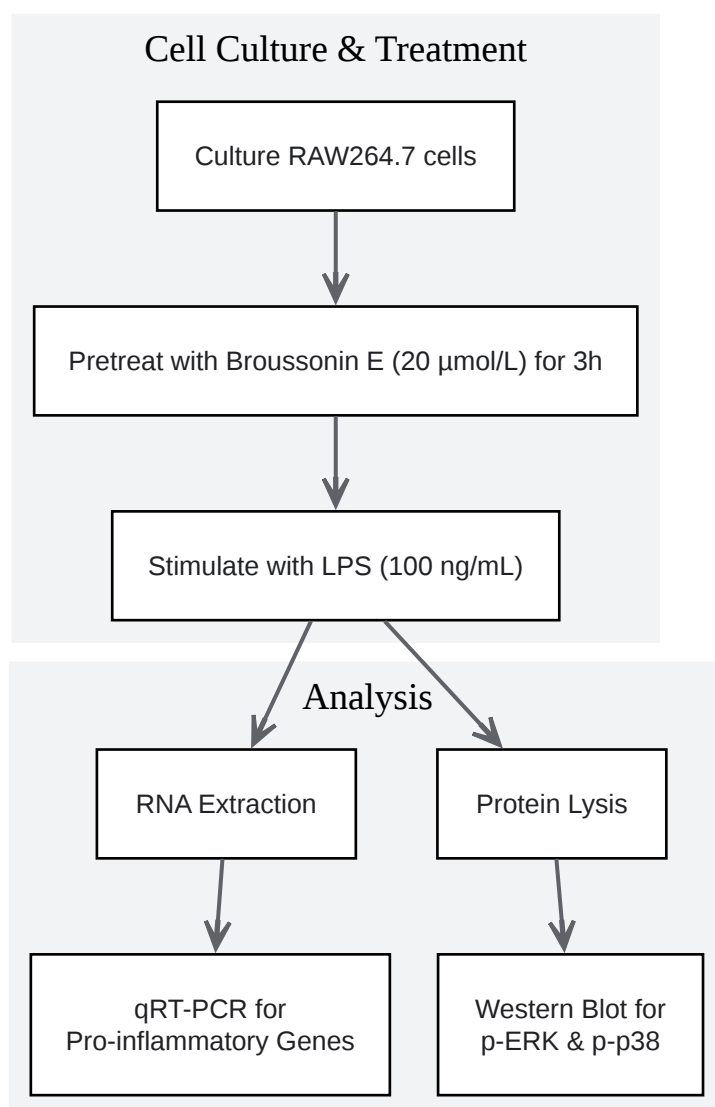 Cell Culture & Treatment
Culture RAW264.7 cells
Pretreat with Broussonin E (20 µmol/L) for 3h
Stimulate with LPS (100 ng/mL)
Analysis
RNA Extraction
Protein Lysis
qRT-PCR for
Pro-inflammatory Genes
Western Blot for
p-ERK & p-p38